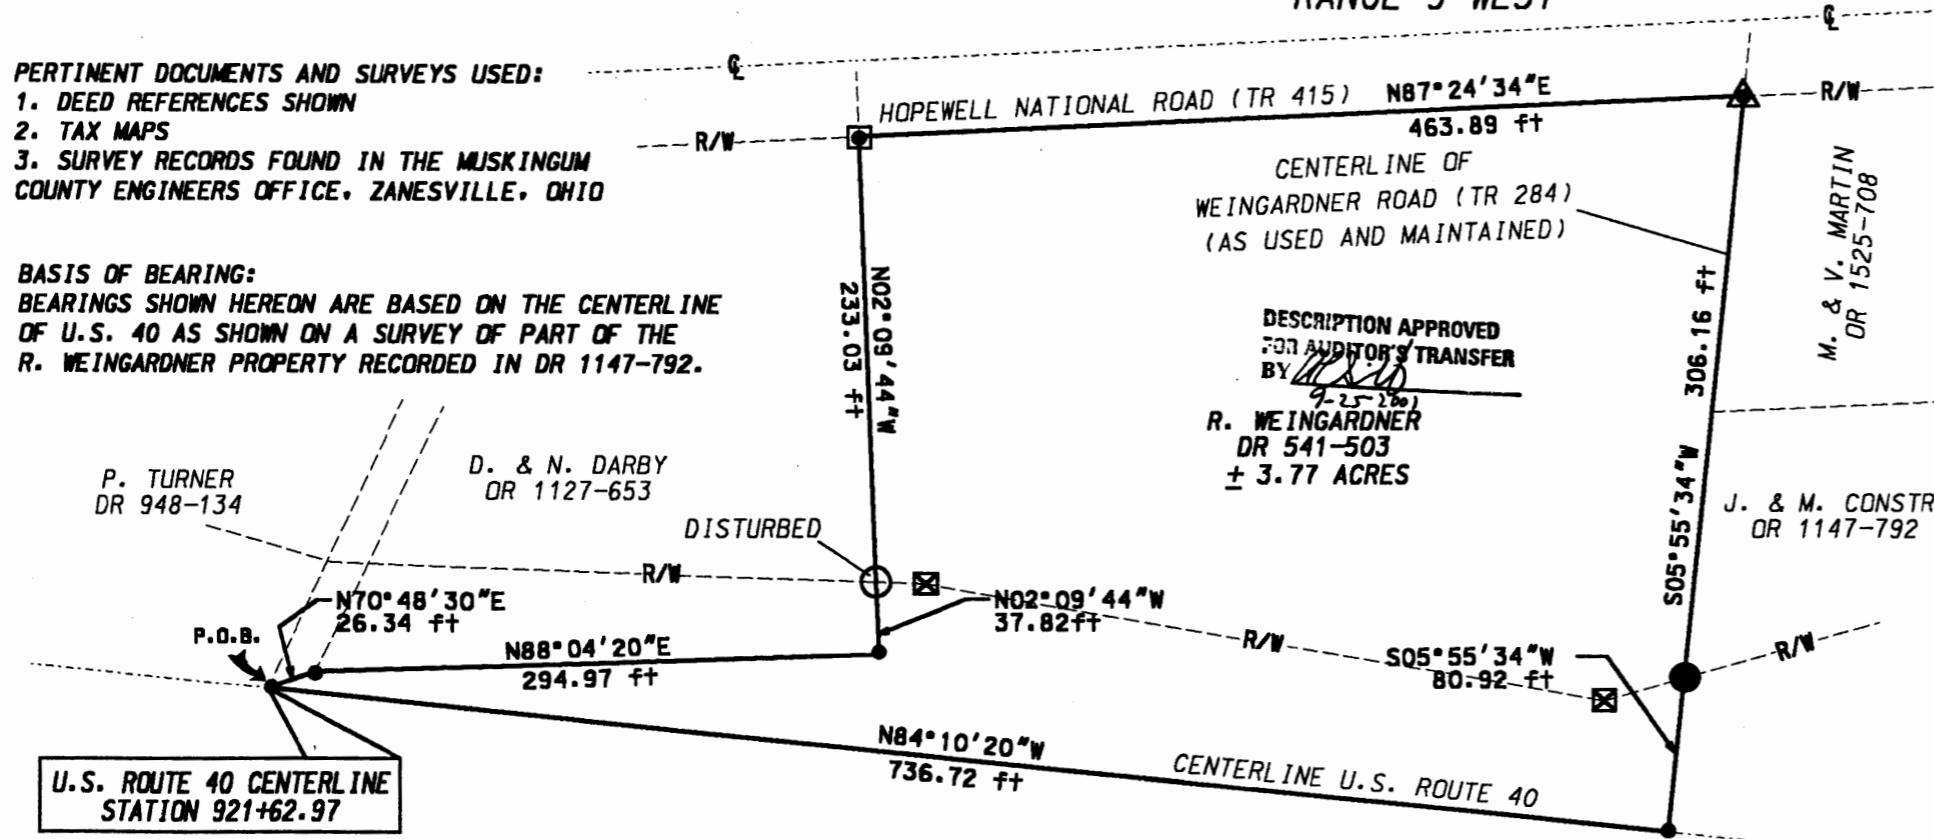 RANGE 5 WEST
PERTINENT DOCUMENTS AND SURVEYS USED:
1. DEED REFERENCES SHOWN
2. TAX MAPS
3. SURVEY RECORDS FOUND IN THE MUSKINGUM
COUNTY ENGINEERS OFFICE, ZANESVILLE, OHIO
BASIS OF BEARING:
BEARINGS SHOWN HEREON ARE BASED ON THE CENTERLINE
OF U.S. 40 AS SHOWN ON A SURVEY OF PART OF THE
R. WEINGARDNER PROPERTY RECORDED IN DR 1147-792.
℄
℄
R/W
HOPEWELL NATIONAL ROAD (TR 415)
N87°24'34"E
463.89 ft
R/W
CENTERLINE OF
WEINGARDNER ROAD (TR 284)
(AS USED AND MAINTAINED)
M. & V. MARTIN
OR 1525-708
N02°09'44"W
233.03 ft
DESCRIPTION APPROVED
FOR AUDITOR'S TRANSFER
BY
9-25-2001
R. WEINGARDNER
DR 541-503
± 3.77 ACRES
S05°55'34"W 306.16 ft
P. TURNER
DR 948-134
D. & N. DARBY
OR 1127-653
DISTURBED
J. & M. CONSTR
OR 1147-792
R/W
N70°48'30"E
26.34 ft
P.O.B.
N88°04'20"E
294.97 ft
N02°09'44"W
37.82ft
R/W
S05°55'34"W
80.92 ft
R/W
N84°10'20"W
736.72 ft
CENTERLINE U.S. ROUTE 40
U.S. ROUTE 40 CENTERLINE
STATION 921+62.97